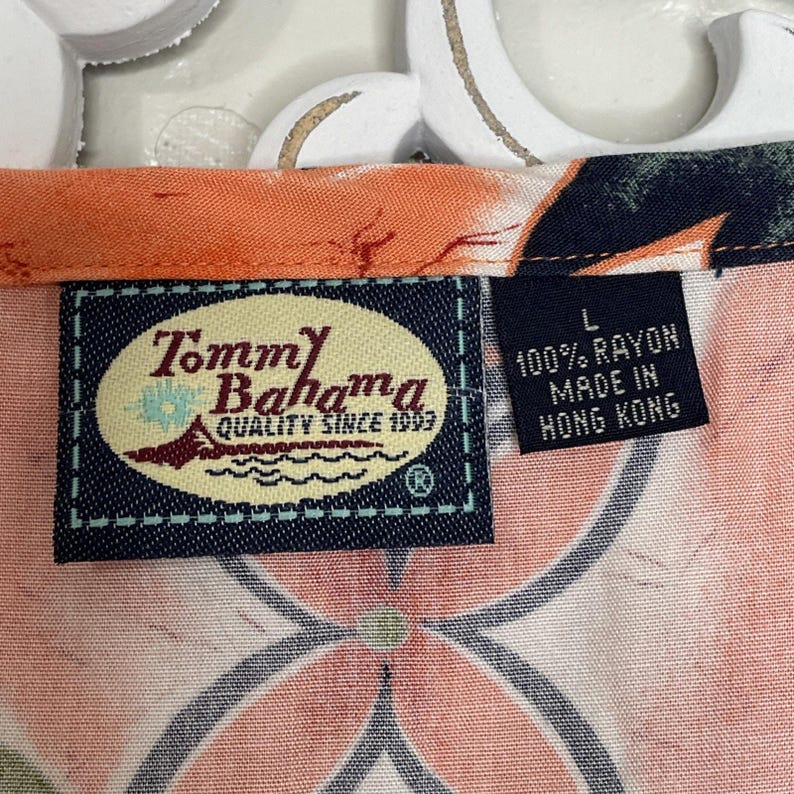 Tommy
Bahama
QUALITY SINCE 1993
®
L
100% RAYON
MADE IN
HONG KONG